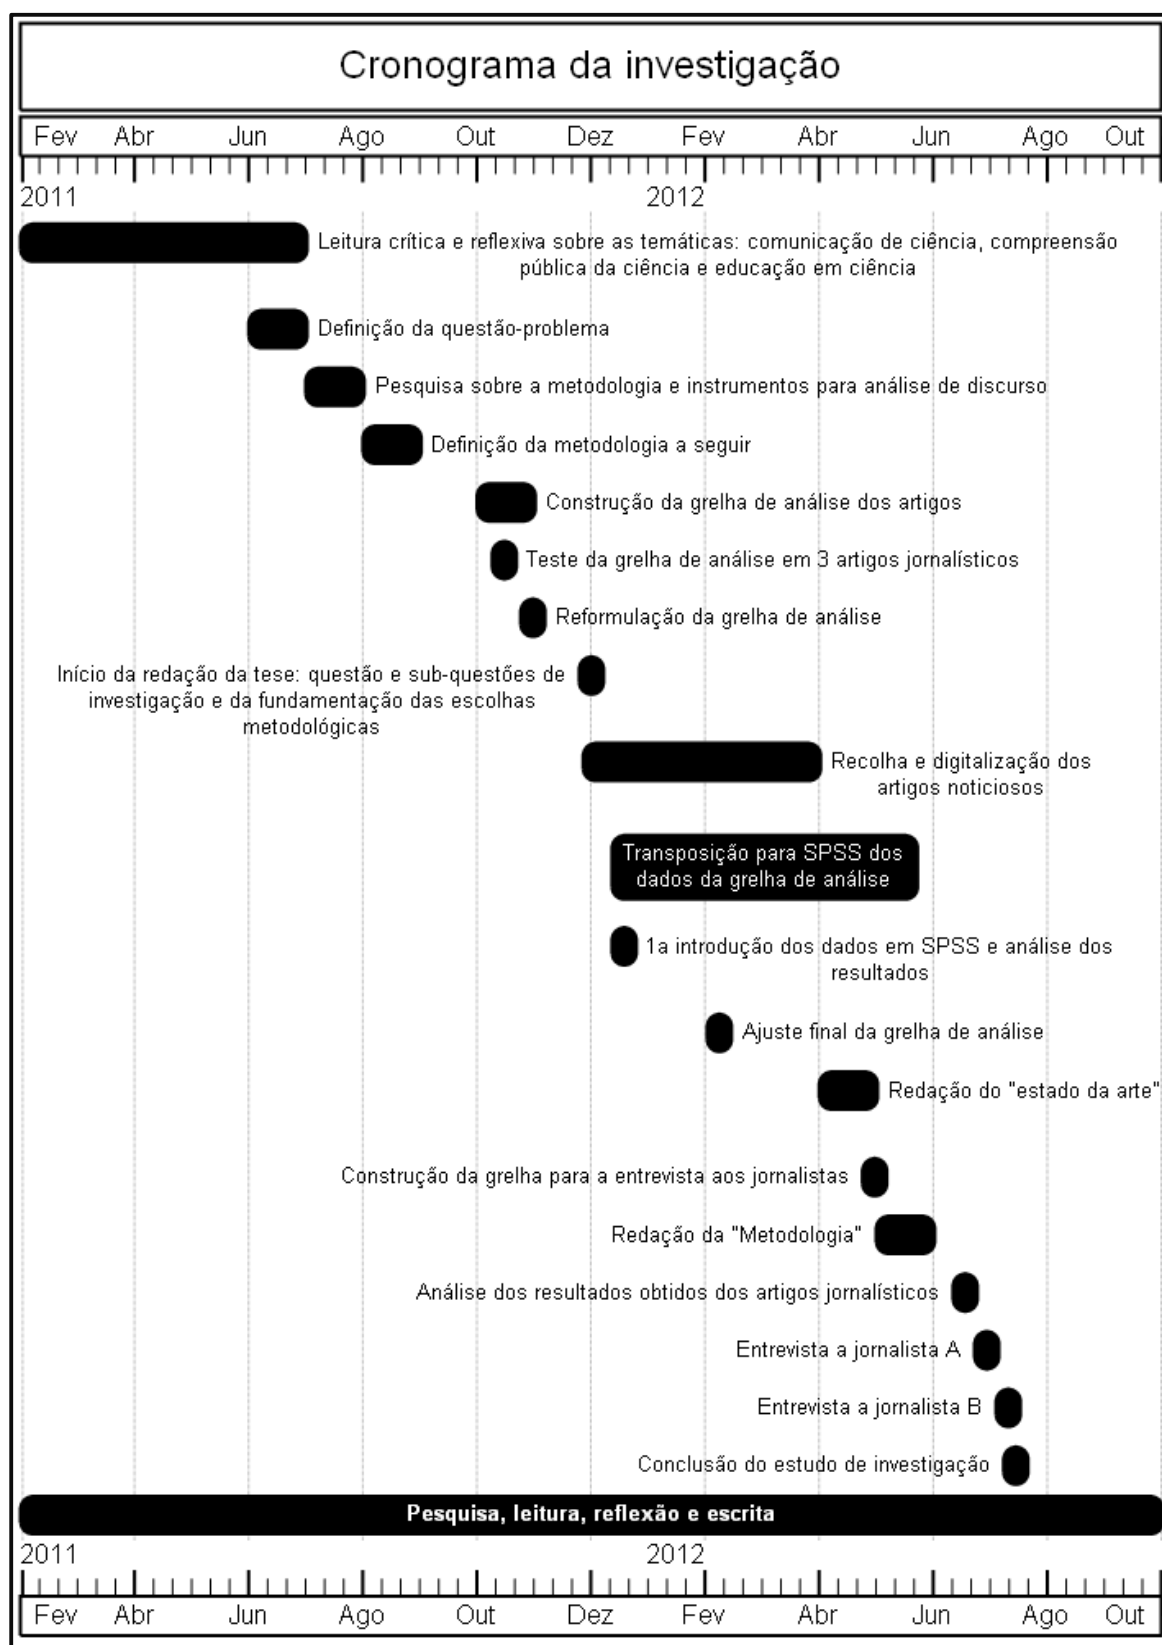 Cronograma da investigação
Fev Abr Jun Ago Out Dez Fev Abr Jun Ago Out
2011 2012
Leitura crítica e reflexiva sobre as temáticas: comunicação de ciência, compreensão
pública da ciência e educação em ciência
Definição da questão-problema
Pesquisa sobre a metodologia e instrumentos para análise de discurso
Definição da metodologia a seguir
Construção da grelha de análise dos artigos
Teste da grelha de análise em 3 artigos jornalísticos
Reformulação da grelha de análise
Início da redação da tese: questão e sub-questões de
investigação e da fundamentação das escolhas
metodológicas
Recolha e digitalização dos
artigos noticiosos
Transposição para SPSS dos
dados da grelha de análise
1a introdução dos dados em SPSS e análise dos
resultados
Ajuste final da grelha de análise
Redação do "estado da arte"
Construção da grelha para a entrevista aos jornalistas
Redação da "Metodologia"
Análise dos resultados obtidos dos artigos jornalísticos
Entrevista a jornalista A
Entrevista a jornalista B
Conclusão do estudo de investigação
Pesquisa, leitura, reflexão e escrita
2011 2012
Fev Abr Jun Ago Out Dez Fev Abr Jun Ago Out